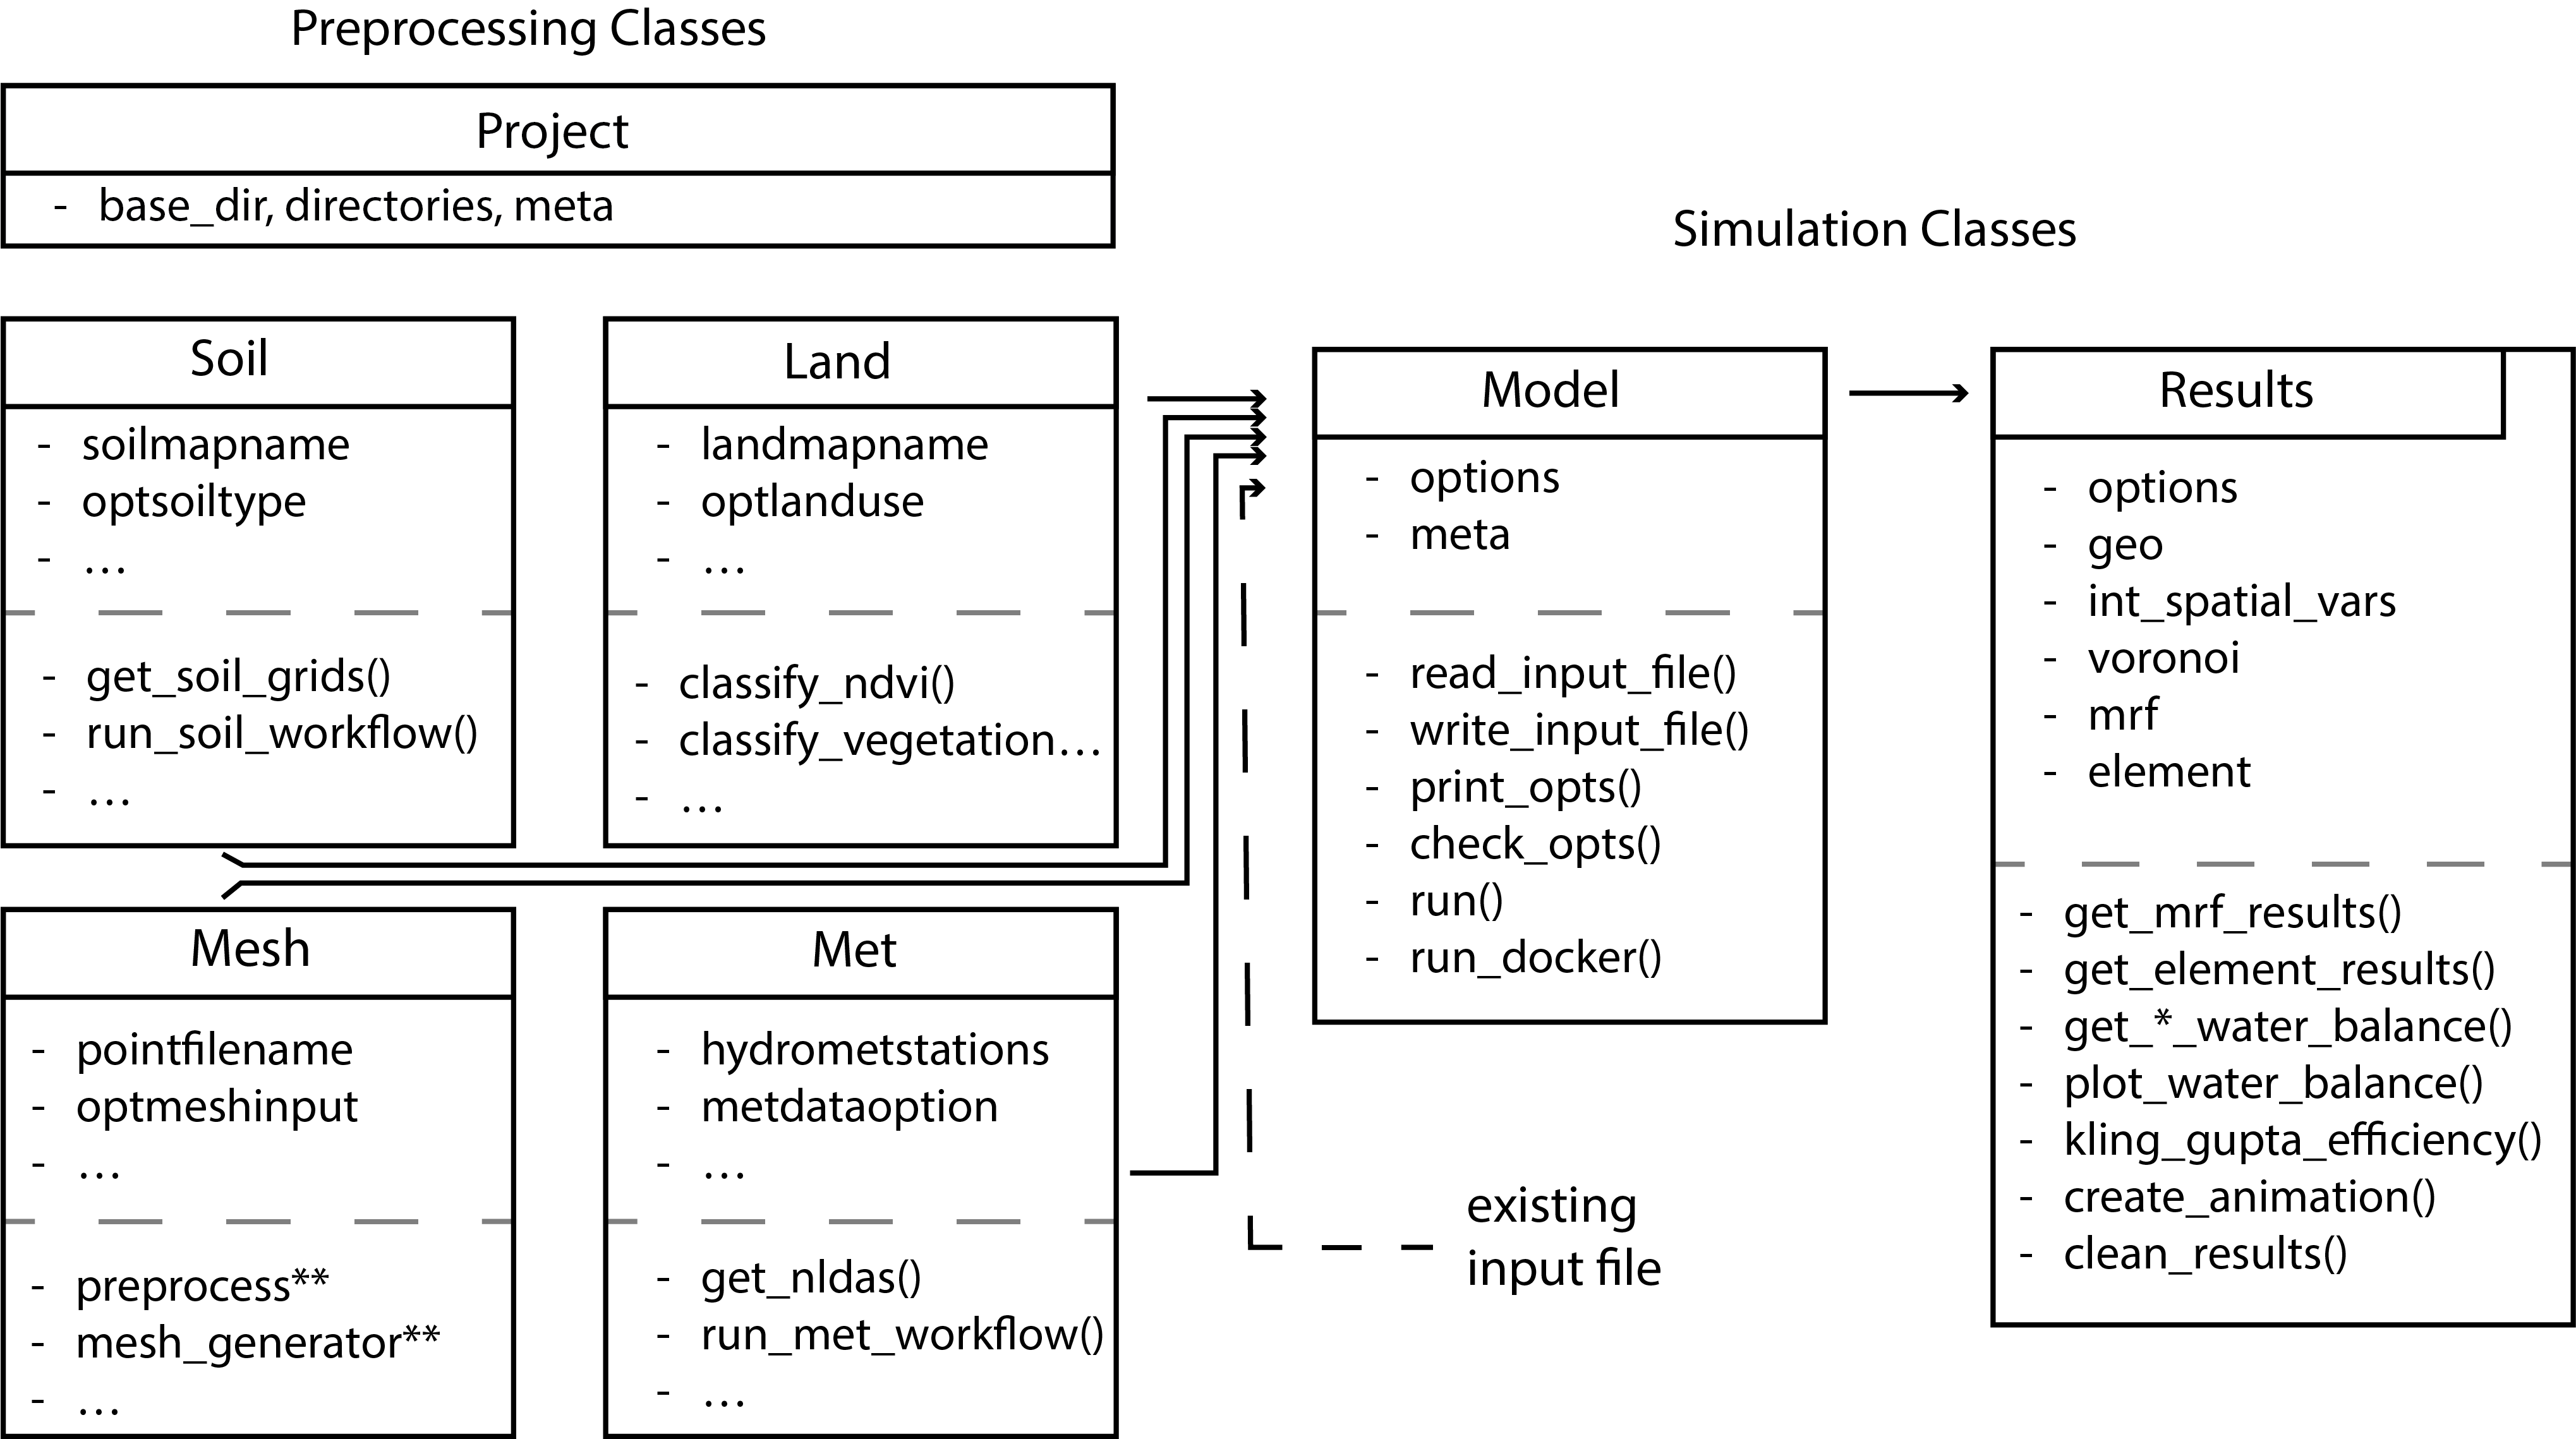 Preprocessing Classes
Project
- base_dir, directories, meta
Soil
- soilmapname
- optsoiltype
- ...
- get_soil_grids()
- run_soil_workflow()
- ...
Land
- landmapname
- optlanduse
- ...
- classify_ndvi()
- classify_vegetation...
- ...
Mesh
- pointfilename
- optmeshinput
- ...
- preprocess**
- mesh_generator**
- ...
Met
- hydrometstations
- metdataoption
- ...
- get_nldas()
- run_met_workflow()
- ...
Simulation Classes
Model
- options
- meta
- read_input_file()
- write_input_file()
- print_opts()
- check_opts()
- run()
- run_docker()
existing
input file
Results
- options
- geo
- int_spatial_vars
- voronoi
- mrf
- element
- get_mrf_results()
- get_element_results()
- get_*_water_balance()
- plot_water_balance()
- kling_gupta_efficiency()
- create_animation()
- clean_results()